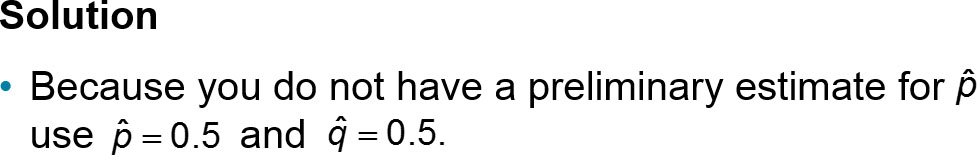 Solution
• Because you do not have a preliminary estimate for p̂
use p̂ = 0.5 and q̂ = 0.5.